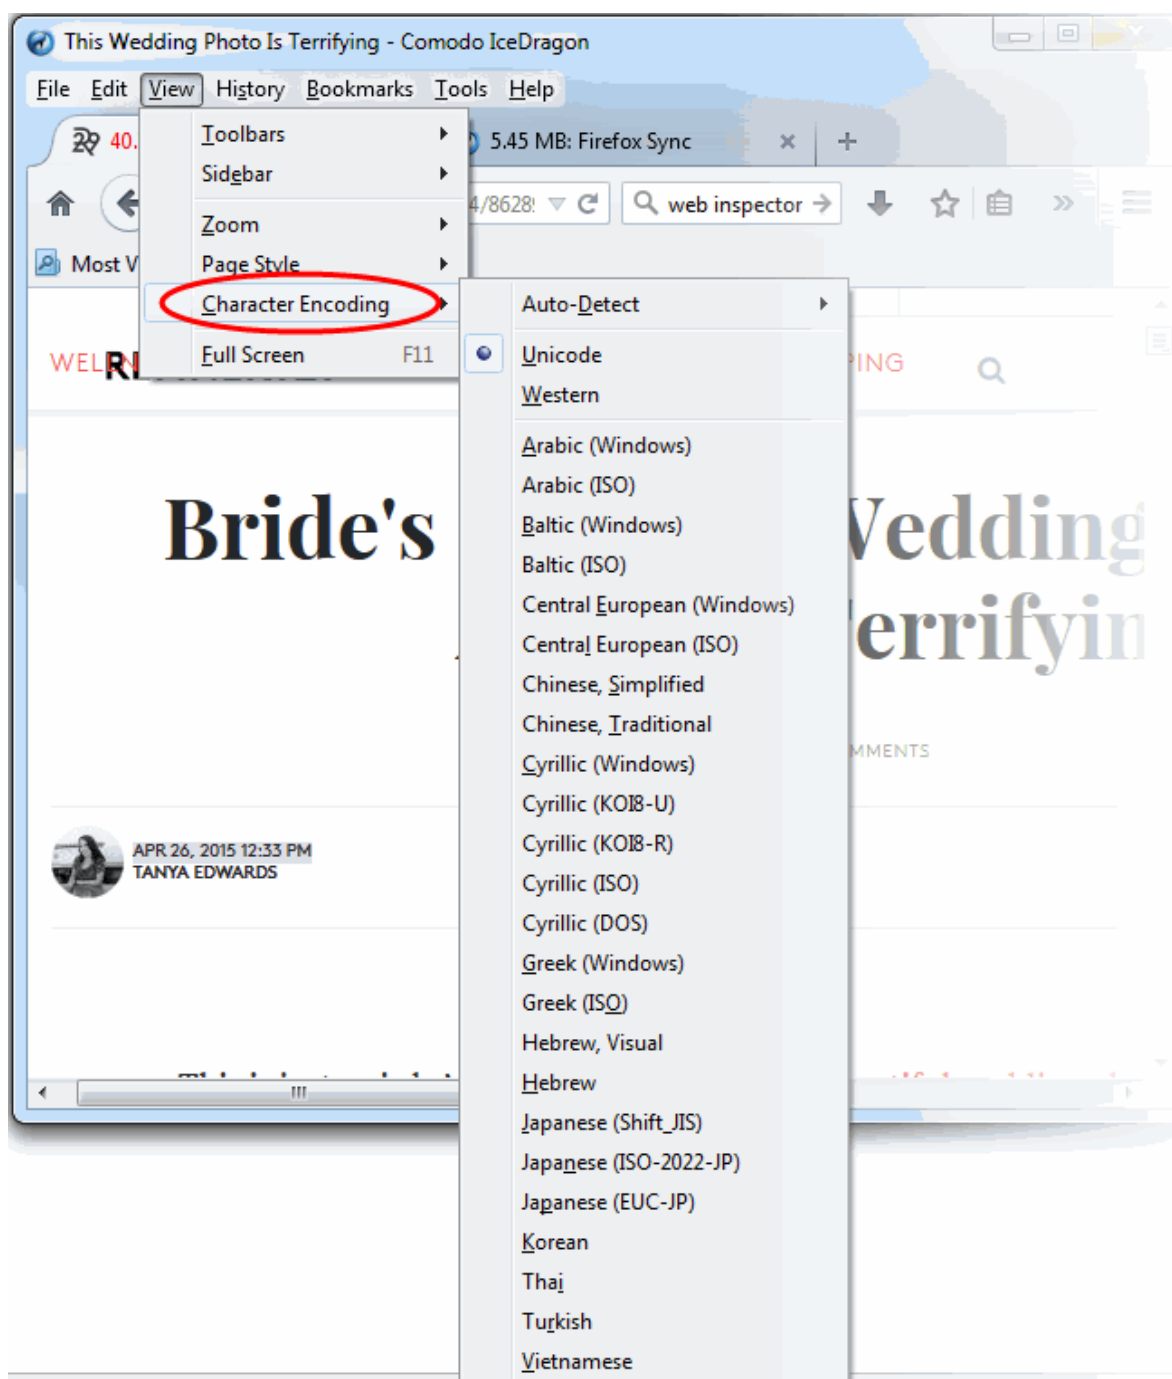 This Wedding Photo Is Terrifying - Comodo IceDragon
File Edit View History Bookmarks Tools Help
40.
5.45 MB: Firefox Sync
4/8628
web inspector
Most V
Toolbars
Sidebar
Zoom
Page Style
Character Encoding
Full Screen F11
Auto-Detect
Unicode
Western
Arabic (Windows)
Arabic (ISO)
Baltic (Windows)
Baltic (ISO)
Central European (Windows)
Central European (ISO)
Chinese, Simplified
Chinese, Traditional
Cyrillic (Windows)
Cyrillic (KOI8-U)
Cyrillic (KOI8-R)
Cyrillic (ISO)
Cyrillic (DOS)
Greek (Windows)
Greek (ISO)
Hebrew, Visual
Hebrew
Japanese (Shift_JIS)
Japanese (ISO-2022-JP)
Japanese (EUC-JP)
Korean
Thai
Turkish
Vietnamese
WEL
PING
Bride's Wedding
errifyin
MMENTS
APR 26, 2015 12:33 PM
TANYA EDWARDS